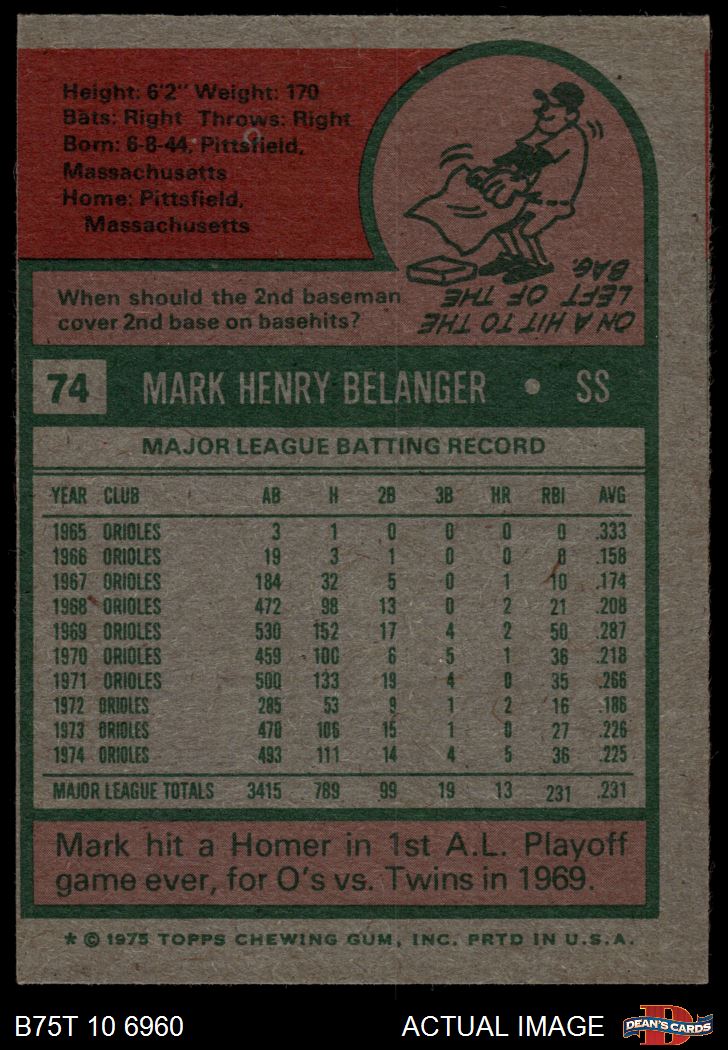 Height: 6'2" Weight: 170
Bats: Right Throws: Right
Born: 6-8-44, Pittsfield,
Massachusetts
Home: Pittsfield,
Massachusetts
When should the 2nd baseman
cover 2nd base on basehits?
ON A HIT TO THE
LEFT OF THE
BAG.
74 MARK HENRY BELANGER • SS
MAJOR LEAGUE BATTING RECORD
YEAR CLUB AB H 2B 3B HR RBI AVG
1965 ORIOLES 3 1 0 0 0 0 .333
1966 ORIOLES 19 3 1 0 0 0 .158
1967 ORIOLES 184 32 5 0 1 10 .174
1968 ORIOLES 472 98 13 0 2 21 .208
1969 ORIOLES 530 152 17 4 2 50 .287
1970 ORIOLES 459 100 6 5 1 36 .218
1971 ORIOLES 500 133 19 4 0 35 .266
1972 ORIOLES 285 53 9 1 2 16 .186
1973 ORIOLES 470 106 15 1 0 27 .226
1974 ORIOLES 493 111 14 4 5 36 .225
MAJOR LEAGUE TOTALS 3415 789 99 19 13 231 .231
Mark hit a Homer in 1st A.L. Playoff
game ever, for O's vs. Twins in 1969.
* © 1975 TOPPS CHEWING GUM, INC. PRTD IN U.S.A.
B75T 10 6960 ACTUAL IMAGE
D
DEAN'S CARDS